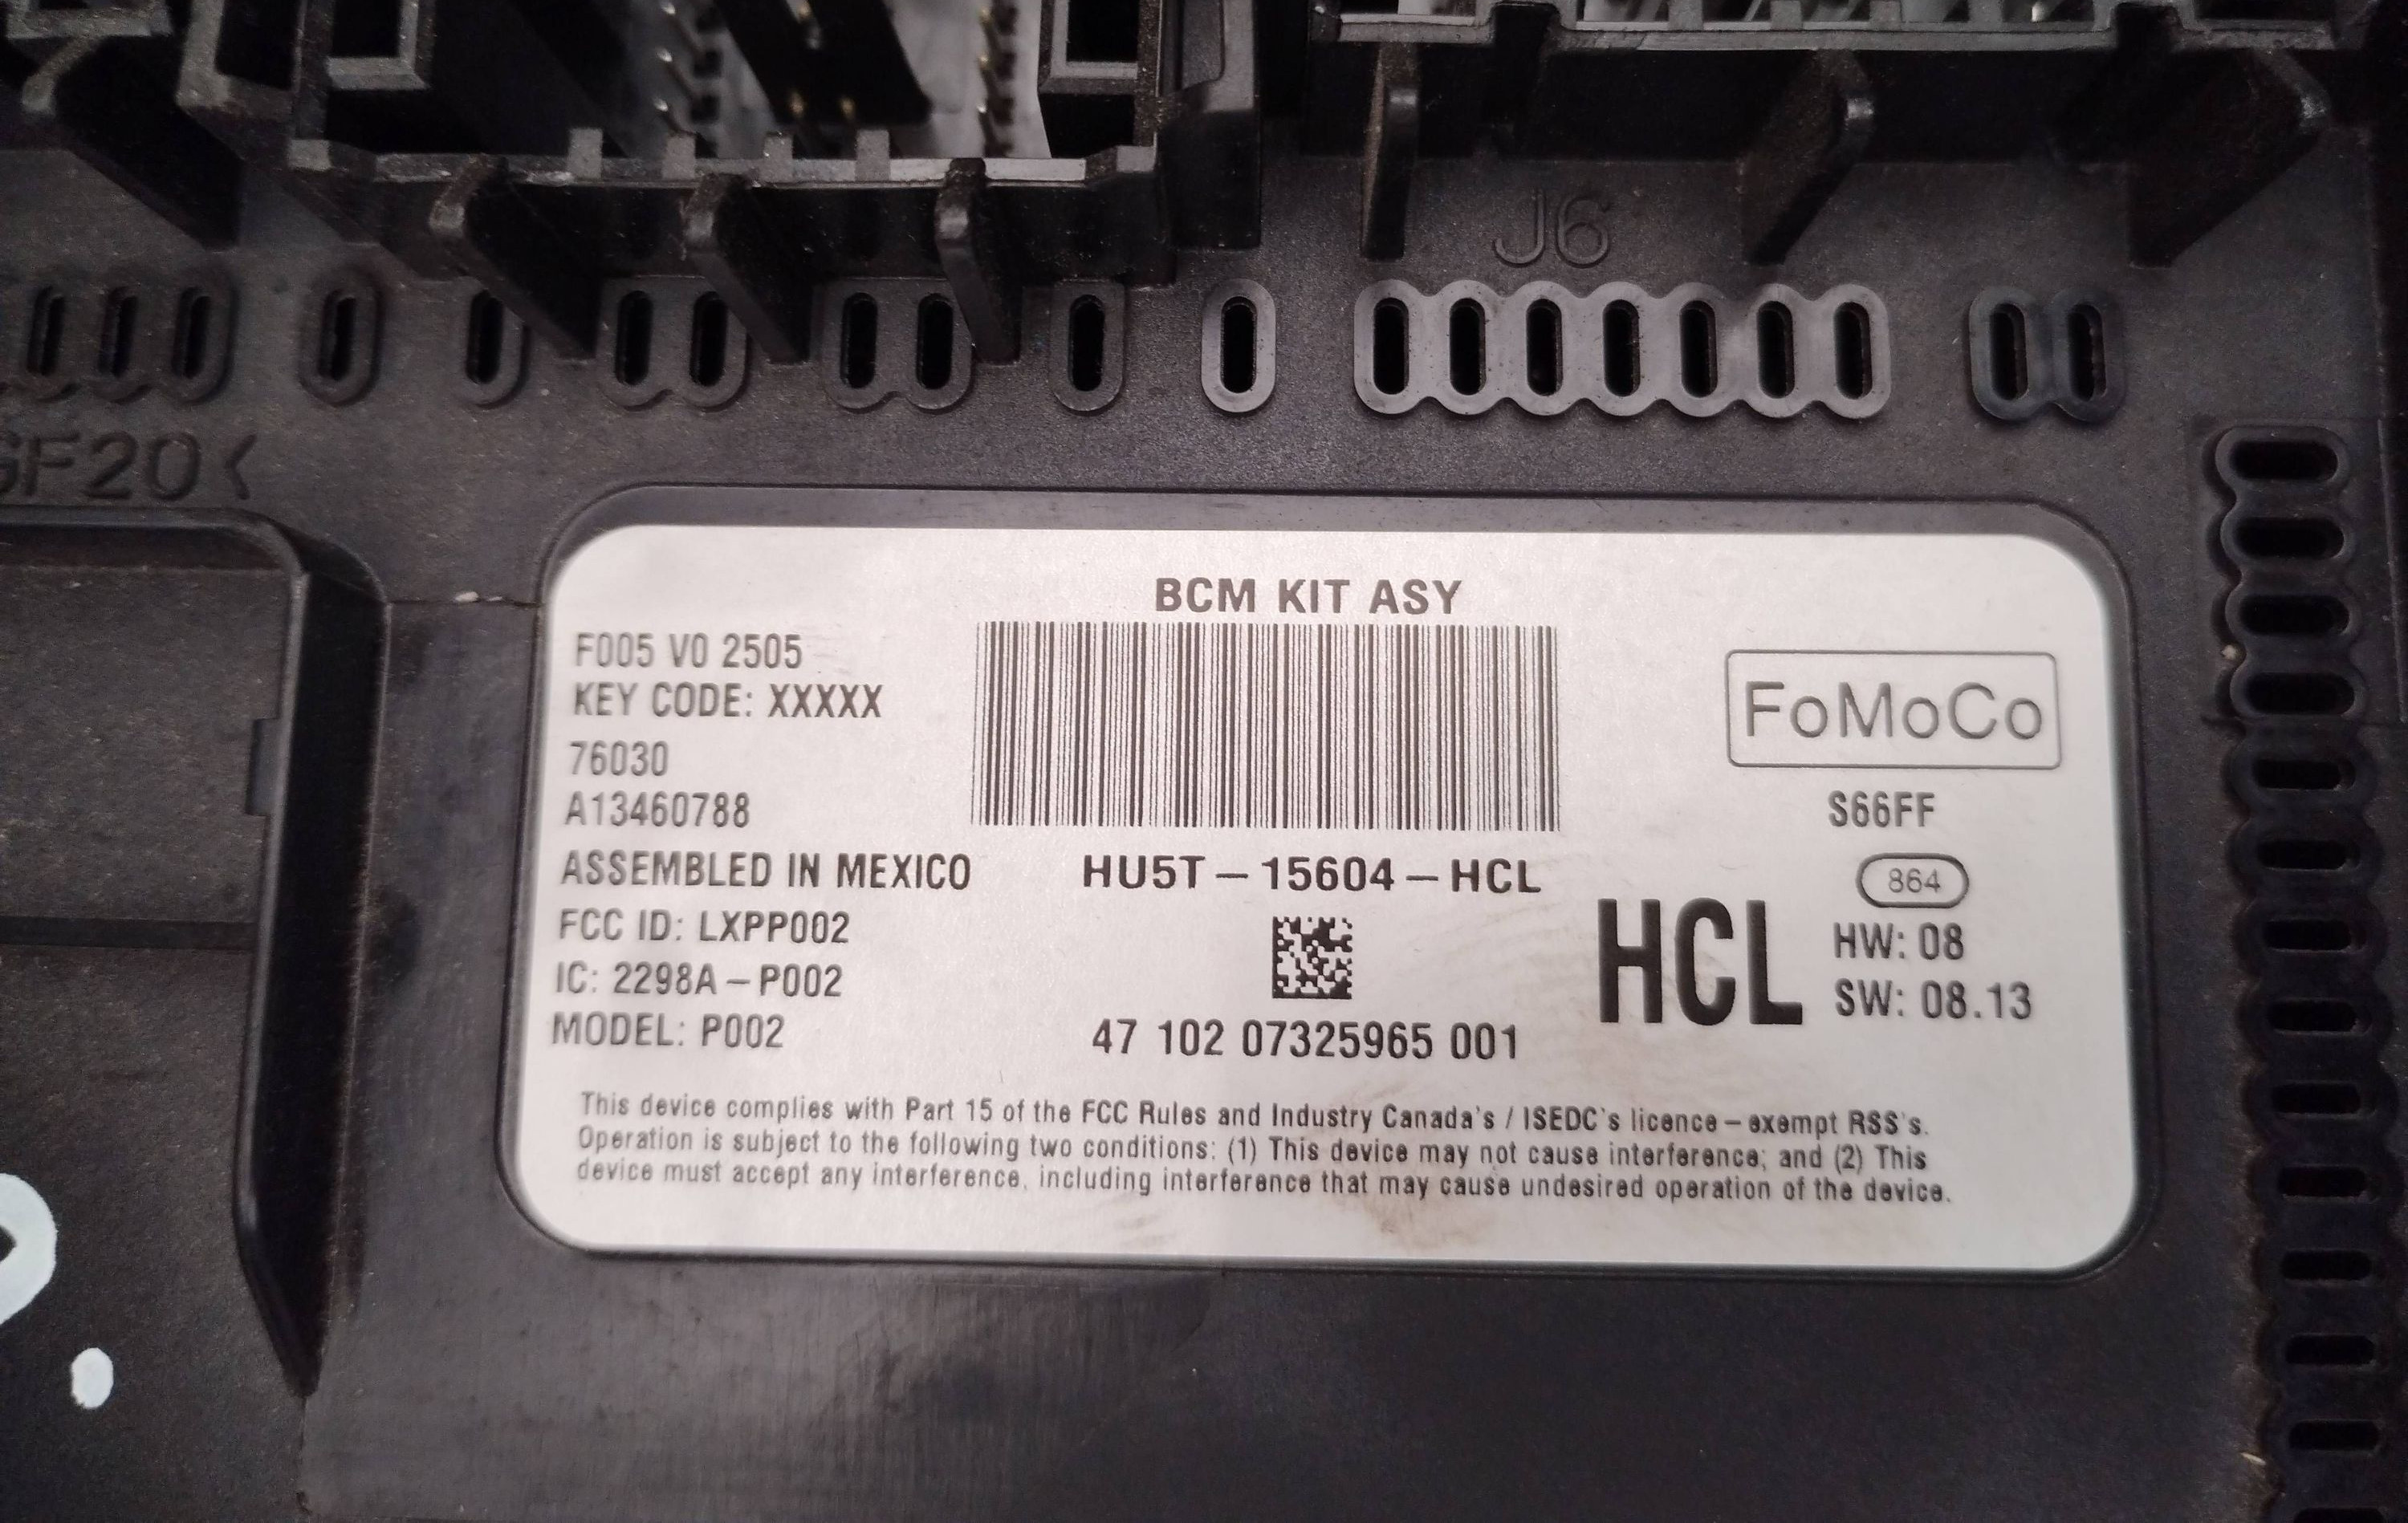 J6
GF20<
BCM KIT ASY
F005 V0 2505
KEY CODE: XXXXX
76030
A13460788
ASSEMBLED IN MEXICO
FCC ID: LXPP002
IC: 2298A-P002
MODEL: P002
HU5T-15604-HCL
47 102 07325965 001
FoMoCo
S66FF
864
HCL
HW: 08
SW: 08.13
This device complies with Part 15 of the FCC Rules and Industry Canada's / ISEDC's licence-exempt RSS's.
Operation is subject to the following two conditions: (1) This device may not cause interference; and (2) This
device must accept any interference, including interference that may cause undesired operation of the device.